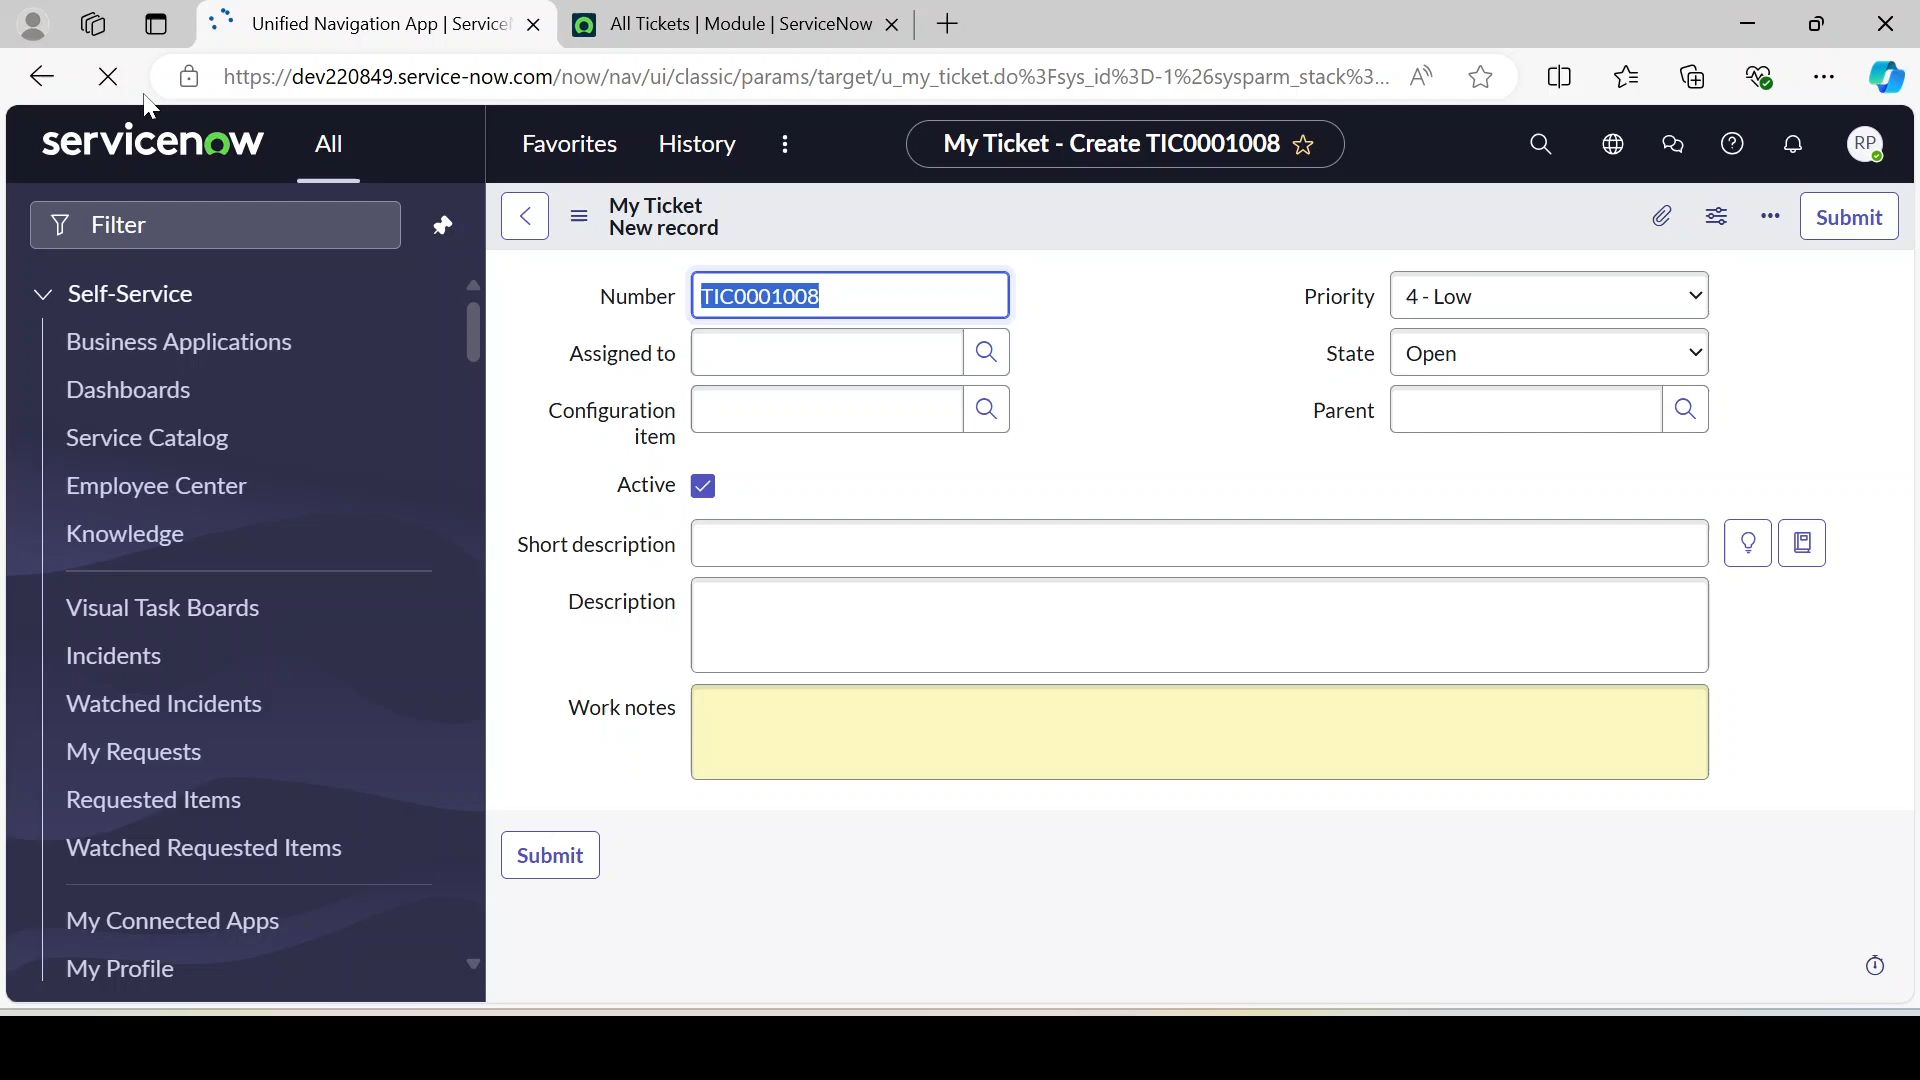 Unified Navigation App | Service
All Tickets | Module | ServiceNow
https://dev220849.service-now.com/now/nav/ui/classic/params/target/u_my_ticket.do%3Fsys_id%3D-1%26sysparm_stack%3...
servicenow
All
Favorites
History
My Ticket - Create TIC0001008
RP
Filter
My Ticket
New record
Submit
Self-Service
Business Applications
Dashboards
Service Catalog
Employee Center
Knowledge
Visual Task Boards
Incidents
Watched Incidents
My Requests
Requested Items
Watched Requested Items
My Connected Apps
My Profile
Number TIC0001008
Priority 4 - Low
Assigned to
State Open
Configuration
item
Parent
Active
Short description
Description
Work notes
Submit